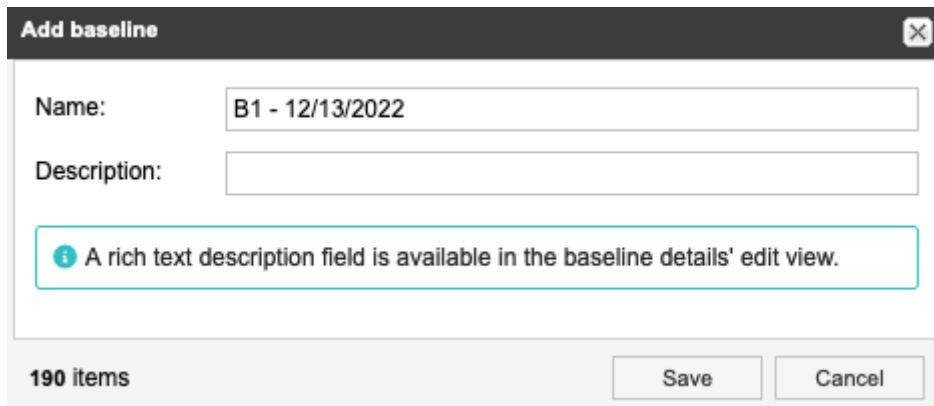 Add baseline
Name: B1 - 12/13/2022
Description:
A rich text description field is available in the baseline details' edit view.
190 items Save Cancel